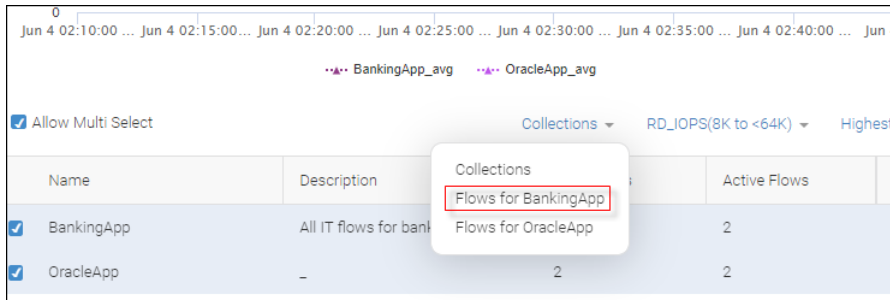 0
Jun 4 02:10:00 ... Jun 4 02:15:00... Jun 4 02:20:00 ... Jun 4 02:25:00 ... Jun 4 02:30:00 ... Jun 4 02:35:00 ... Jun 4 02:40:00 ... Jun
BankingApp_avg OracleApp_avg
Allow Multi Select Collections RD_IOPS(8K to <64K) Highest
Name Description Active Flows
Collections
Flows for BankingApp
Flows for OracleApp
BankingApp All IT flows for bank 2
OracleApp _ 2 2